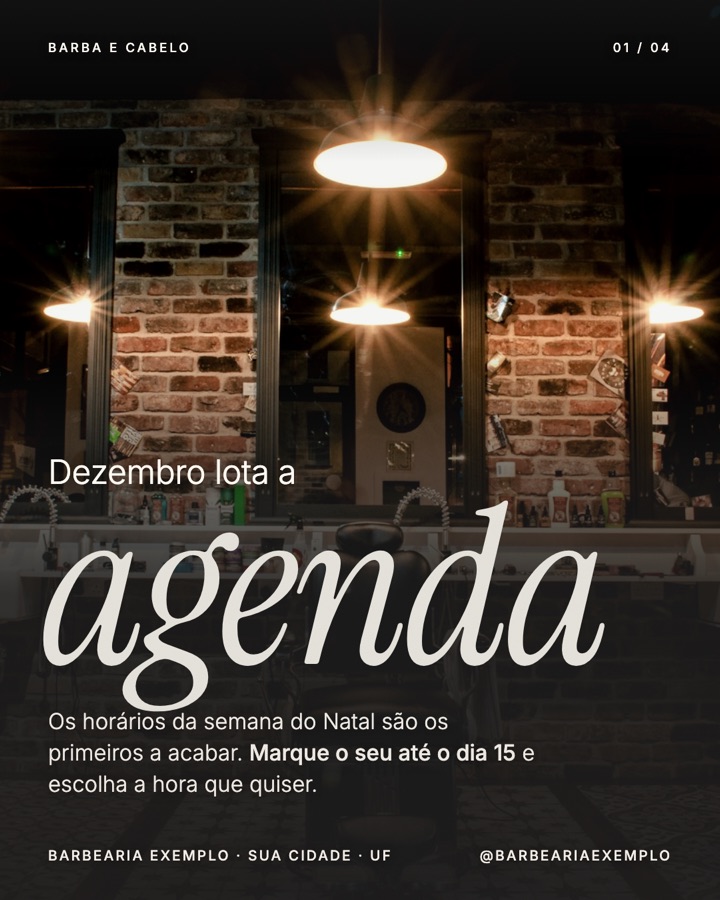 BARBA E CABELO
01 / 04
Dezembro lota a
agenda
Os horários da semana do Natal são os
primeiros a acabar. Marque o seu até o dia 15 e
escolha a hora que quiser.
BARBEARIA EXEMPLO · SUA CIDADE · UF
@BARBEARIAEXEMPLO